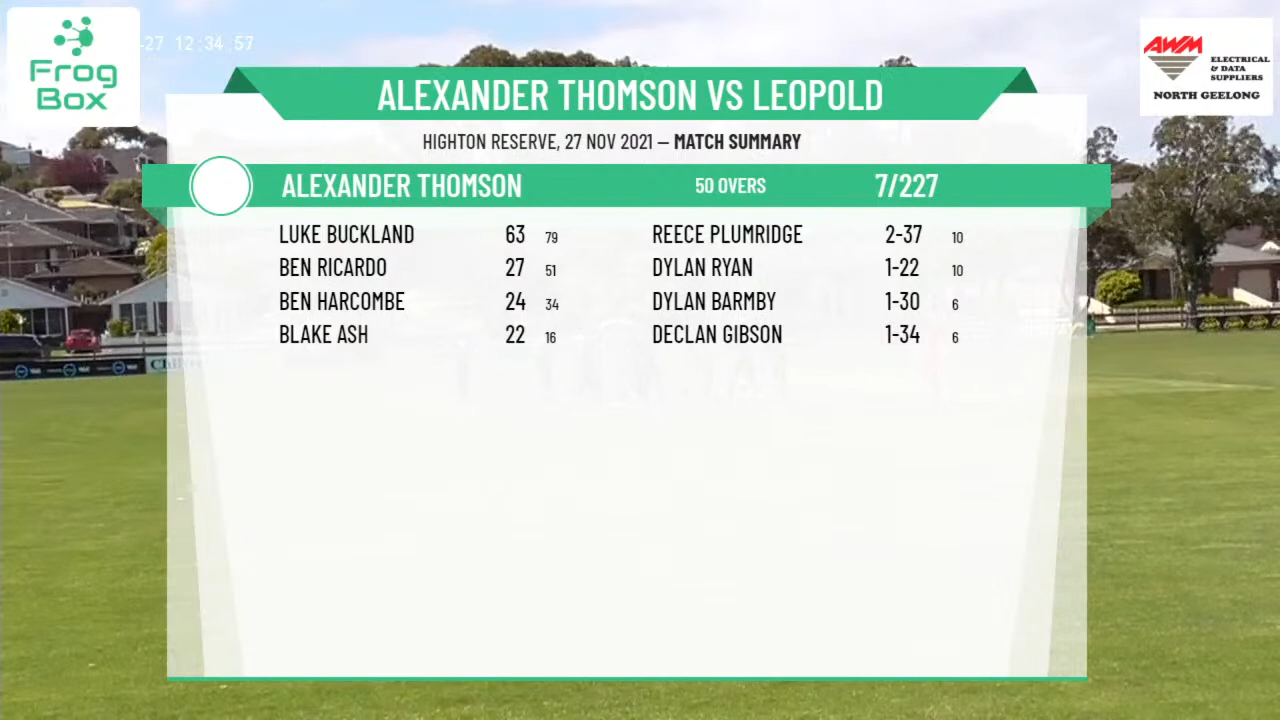 Frog
Box
-27 12:34:57
AWM
ELECTRICAL
& DATA
SUPPLIERS
NORTH GEELONG
ALEXANDER THOMSON VS LEOPOLD
HIGHTON RESERVE, 27 NOV 2021 – MATCH SUMMARY
ALEXANDER THOMSON 50 OVERS 7/227
LUKE BUCKLAND 63 79 REECE PLUMRIDGE 2-37 10
BEN RICARDO 27 51 DYLAN RYAN 1-22 10
BEN HARCOMBE 24 34 DYLAN BARMBY 1-30 6
BLAKE ASH 22 16 DECLAN GIBSON 1-34 6